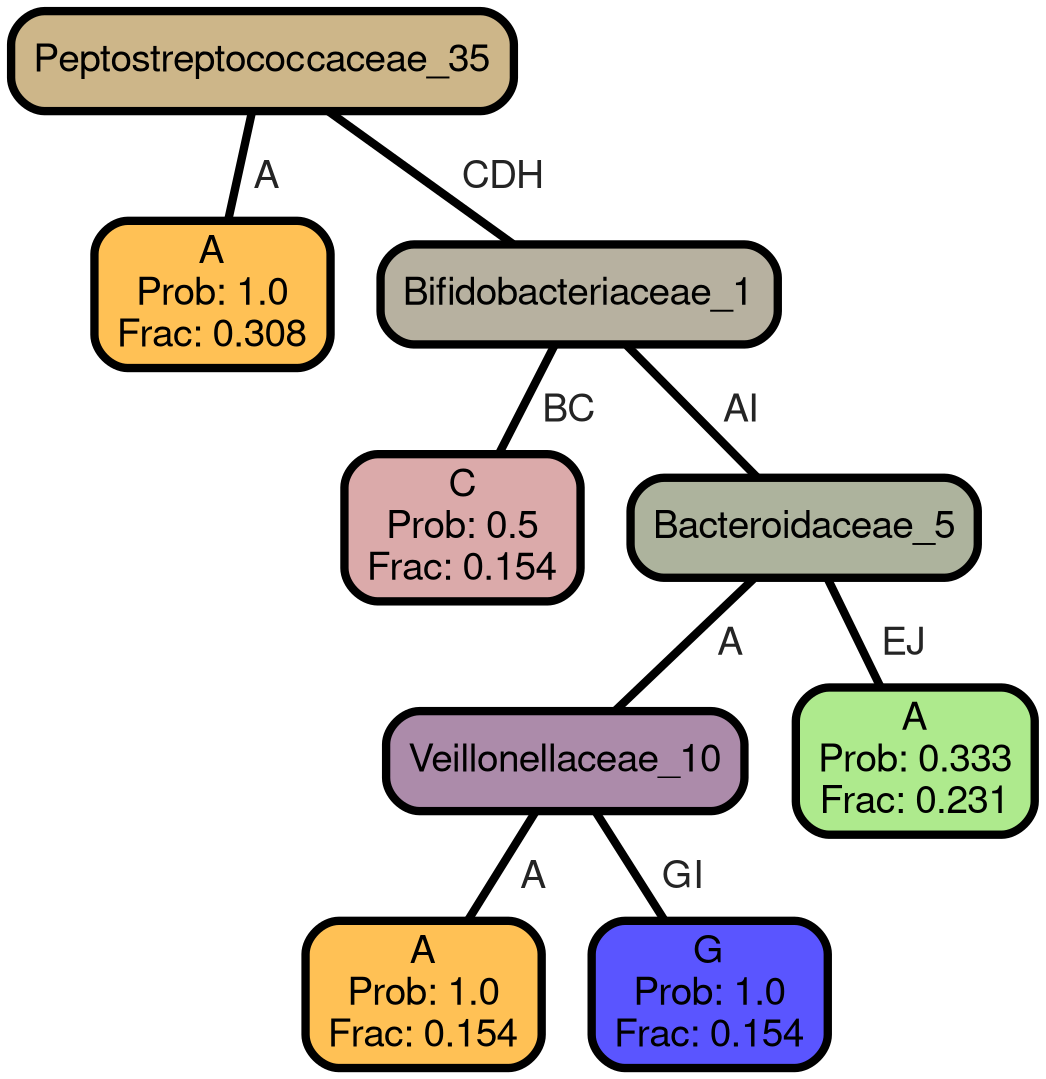 Peptostreptococcaceae_35
A
CDH
A
Prob: 1.0
Frac: 0.308
Bifidobacteriaceae_1
BC
AI
C
Prob: 0.5
Frac: 0.154
Bacteroidaceae_5
A
EJ
Veillonellaceae_10
A
Prob: 0.333
Frac: 0.231
A
GI
A
Prob: 1.0
Frac: 0.154
G
Prob: 1.0
Frac: 0.154